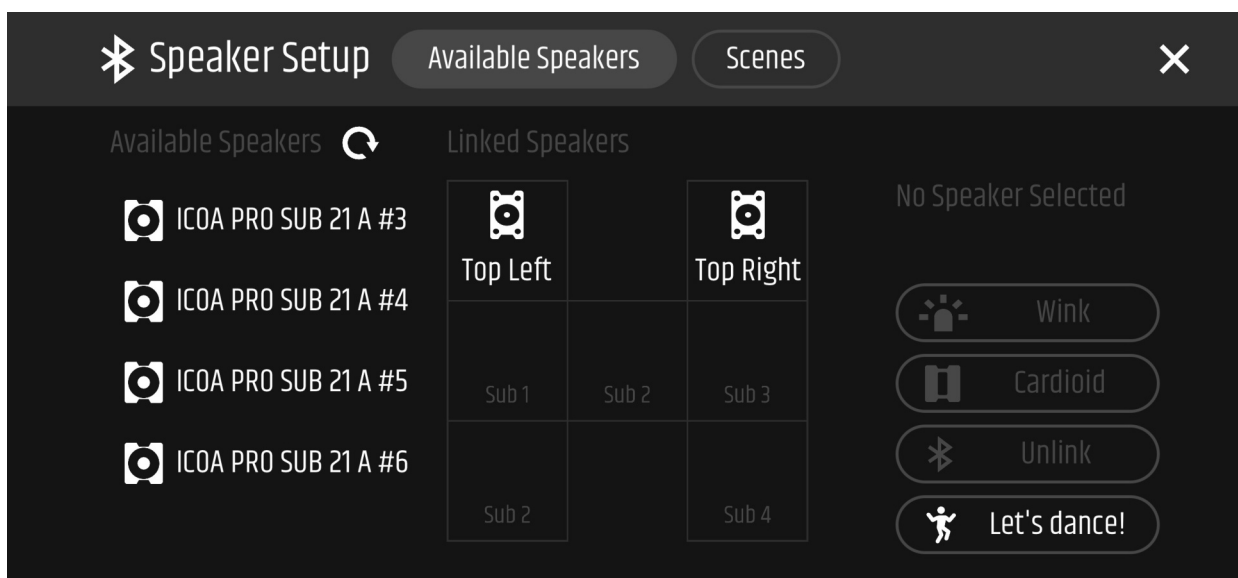 Speaker Setup
Available Speakers
Scenes
Available Speakers
Linked Speakers
ICOA PRO SUB 21 A #3
ICOA PRO SUB 21 A #4
ICOA PRO SUB 21 A #5
ICOA PRO SUB 21 A #6
Top Left
Top Right
Sub 1
Sub 2
Sub 3
Sub 2
Sub 4
No Speaker Selected
Wink
Cardioid
Unlink
Let's dance!